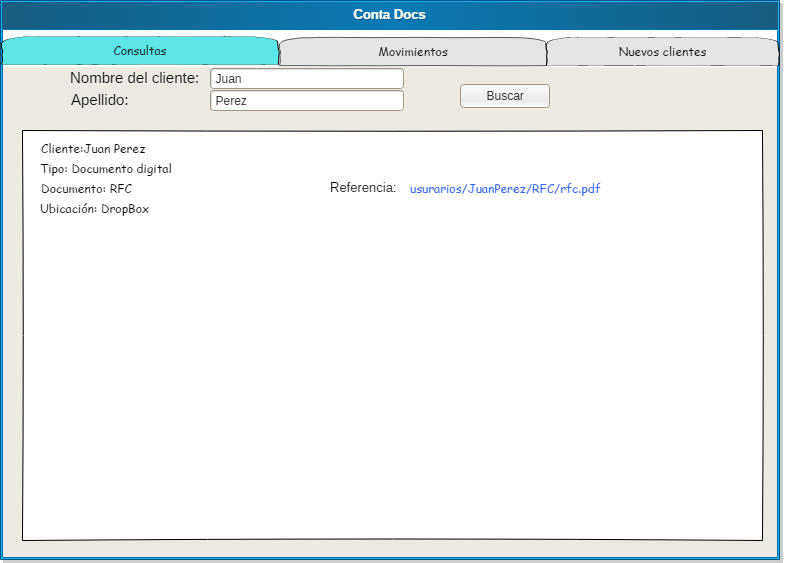 Conta Docs
Consultas Movimientos Nuevos clientes
Nombre del cliente: Juan
Apellido: Perez Buscar
Cliente:Juan Perez
Tipo: Documento digital
Documento: RFC Referencia: usurarios/JuanPerez/RFC/rfc.pdf
Ubicación: DropBox